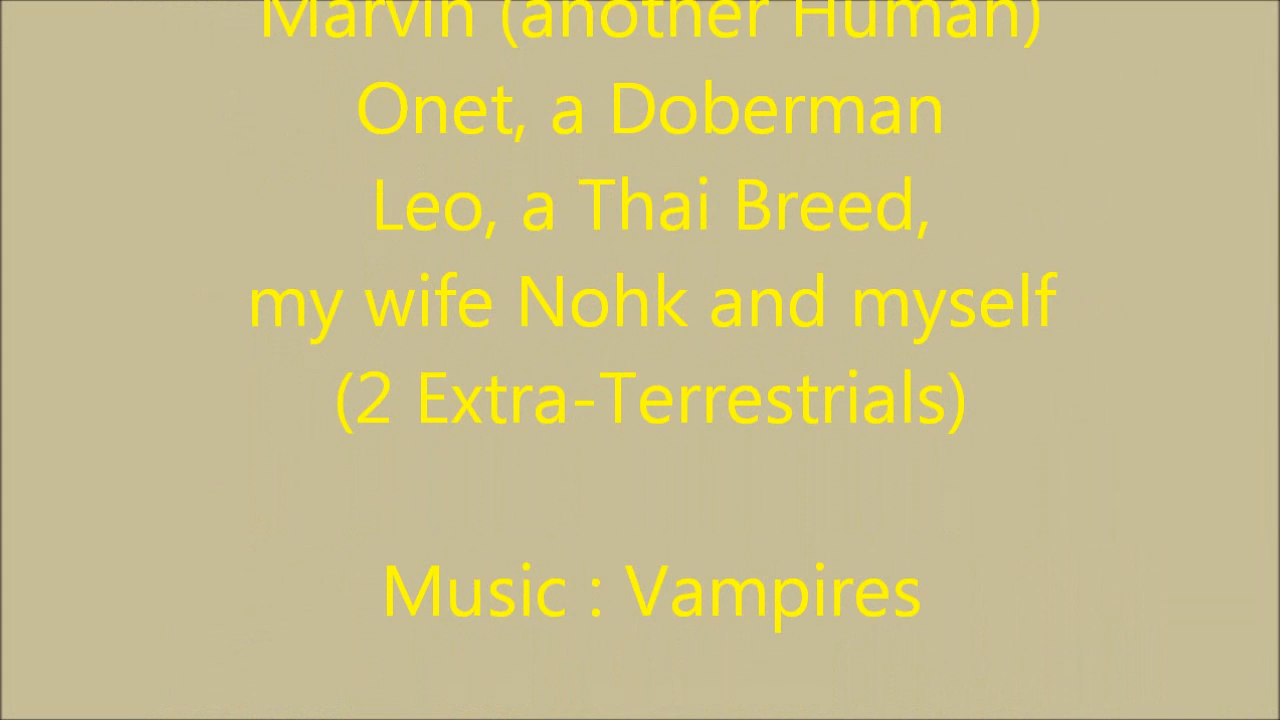 Marvin (another Human)
Onet, a Doberman
Leo, a Thai Breed,
my wife Nohk and myself
(2 Extra-Terrestrials)
Music : Vampires